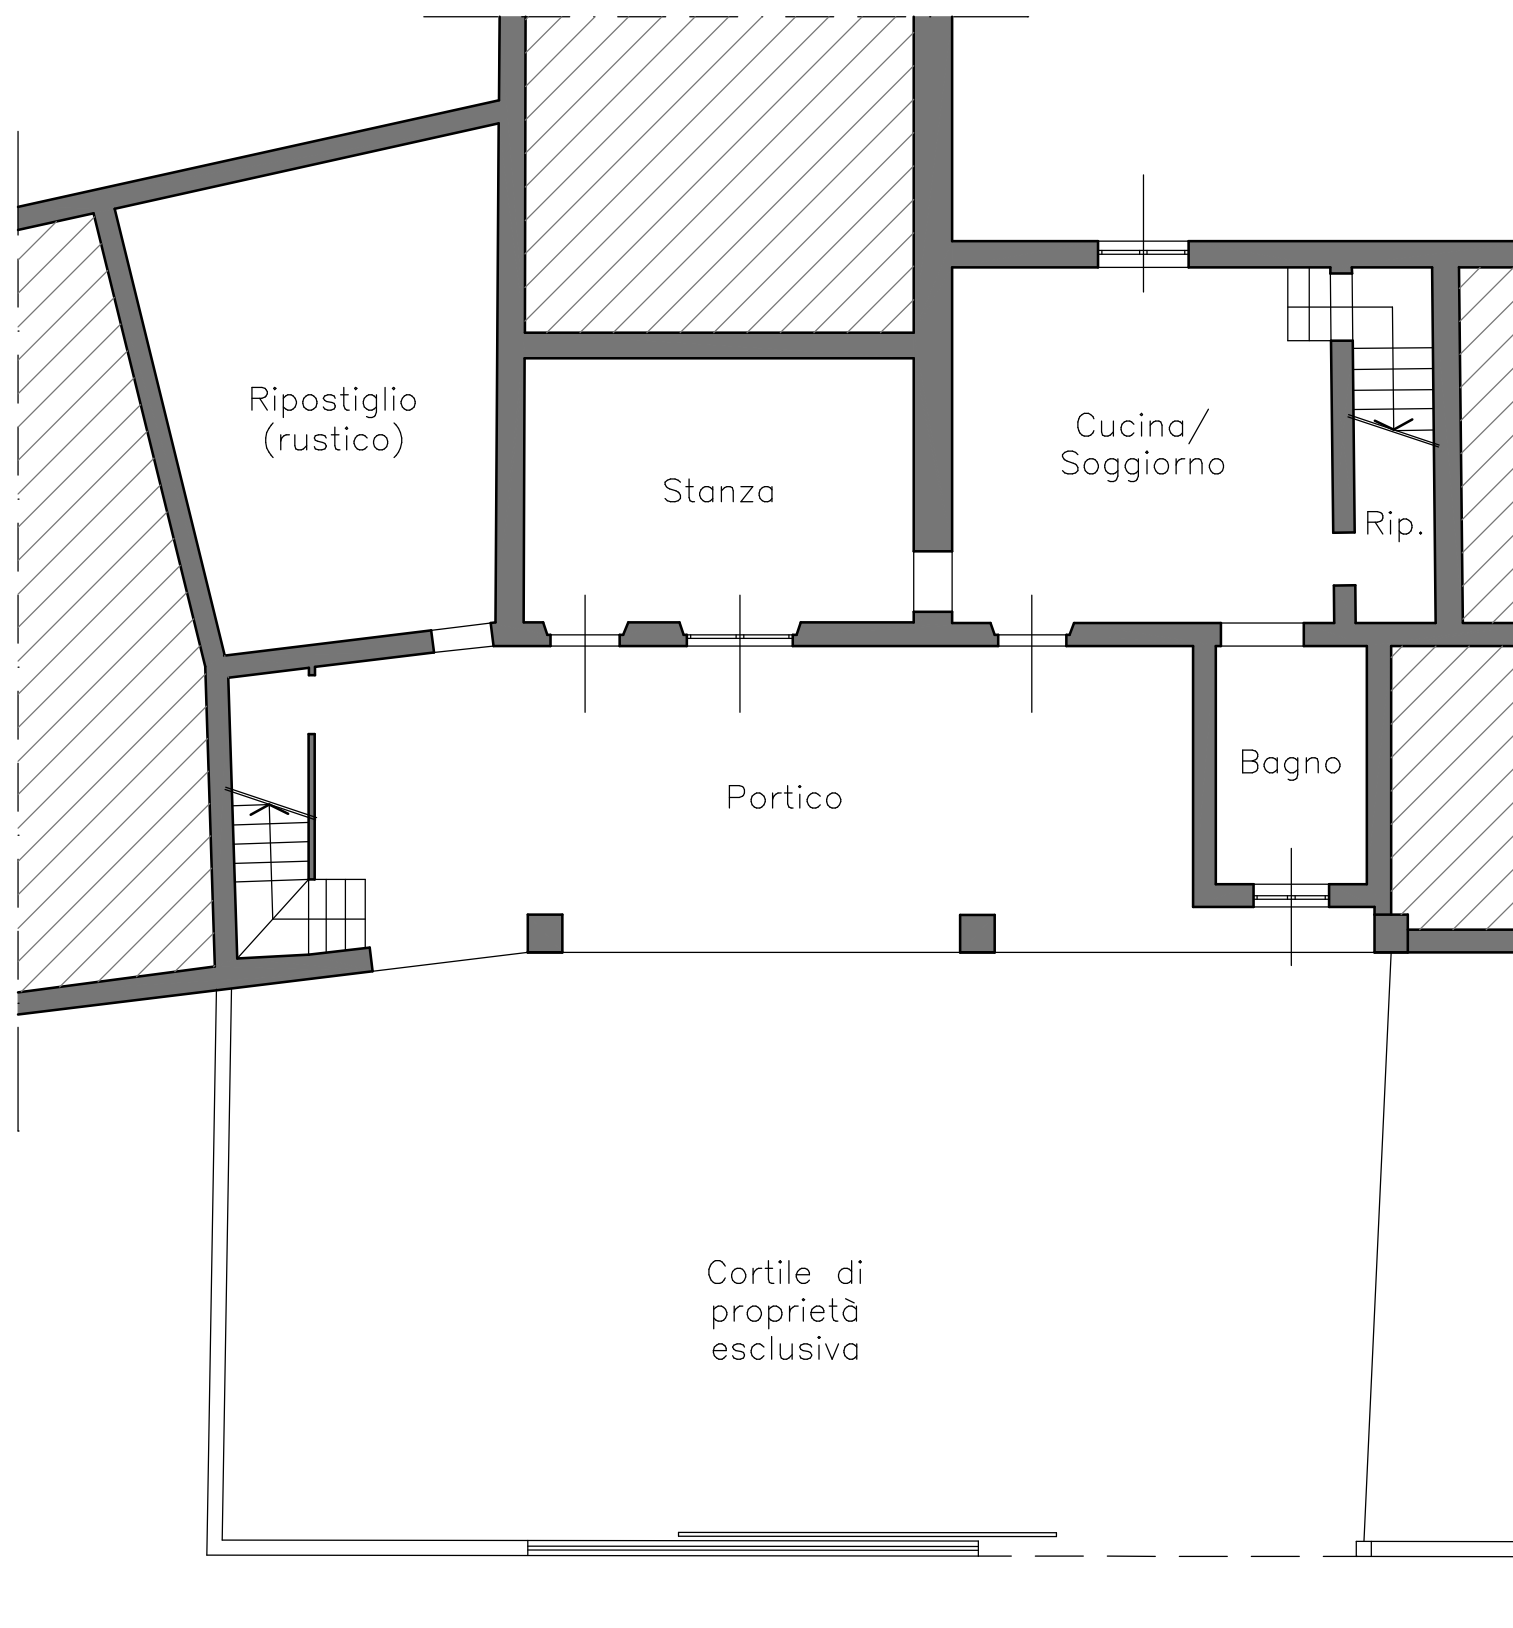 Ripostiglio
(rustico)
Stanza
Cucina/
Soggiorno
Rip.
Portico
Bagno
Cortile di
proprietà
esclusiva